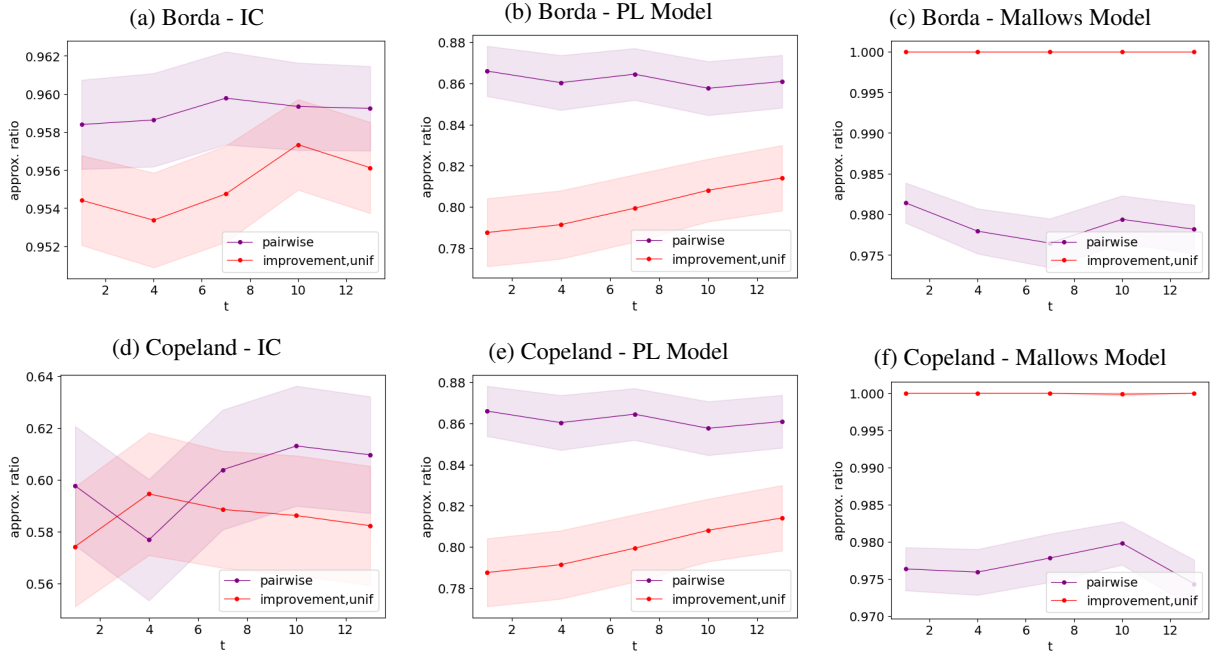 (a) Borda - IC
0.962
0.960
0.958
0.956
0.954
0.952
approx. ratio
pairwise
improvement,unif
2 4 6 8 10 12
t
(b) Borda - PL Model
0.88
0.86
0.84
0.82
0.80
0.78
approx. ratio
pairwise
improvement,unif
2 4 6 8 10 12
t
(c) Borda - Mallows Model
1.000
0.995
0.990
0.985
0.980
0.975
approx. ratio
pairwise
improvement,unif
2 4 6 8 10 12
t
(d) Copeland - IC
0.64
0.62
0.60
0.58
0.56
approx. ratio
pairwise
improvement,unif
2 4 6 8 10 12
t
(e) Copeland - PL Model
0.88
0.86
0.84
0.82
0.80
0.78
approx. ratio
pairwise
improvement,unif
2 4 6 8 10 12
t
(f) Copeland - Mallows Model
1.000
0.995
0.990
0.985
0.980
0.975
0.970
approx. ratio
pairwise
improvement,unif
2 4 6 8 10 12
t